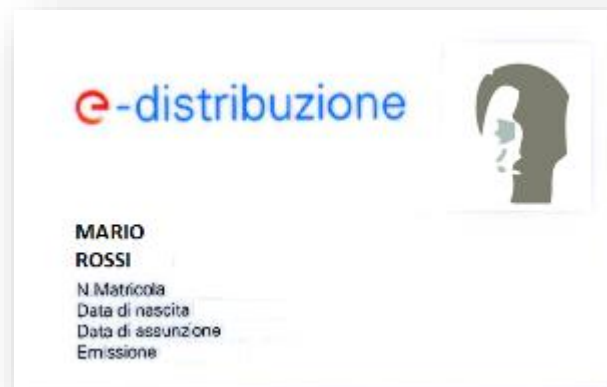 e-distribuzione
MARIO
ROSSI
N.Matricola
Data di nascita
Data di assunzione
Emissione